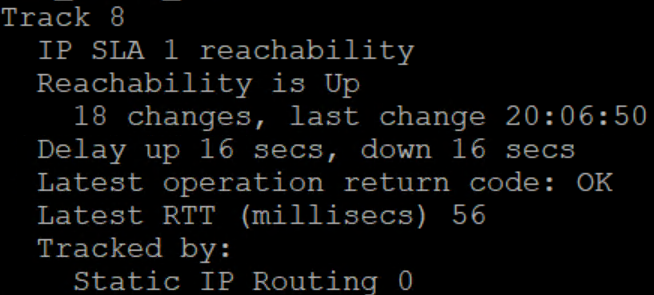 Track 8
IP SLA 1 reachability
Reachability is Up
18 changes, last change 20:06:50
Delay up 16 secs, down 16 secs
Latest operation return code: OK
Latest RTT (millisecs) 56
Tracked by:
Static IP Routing 0